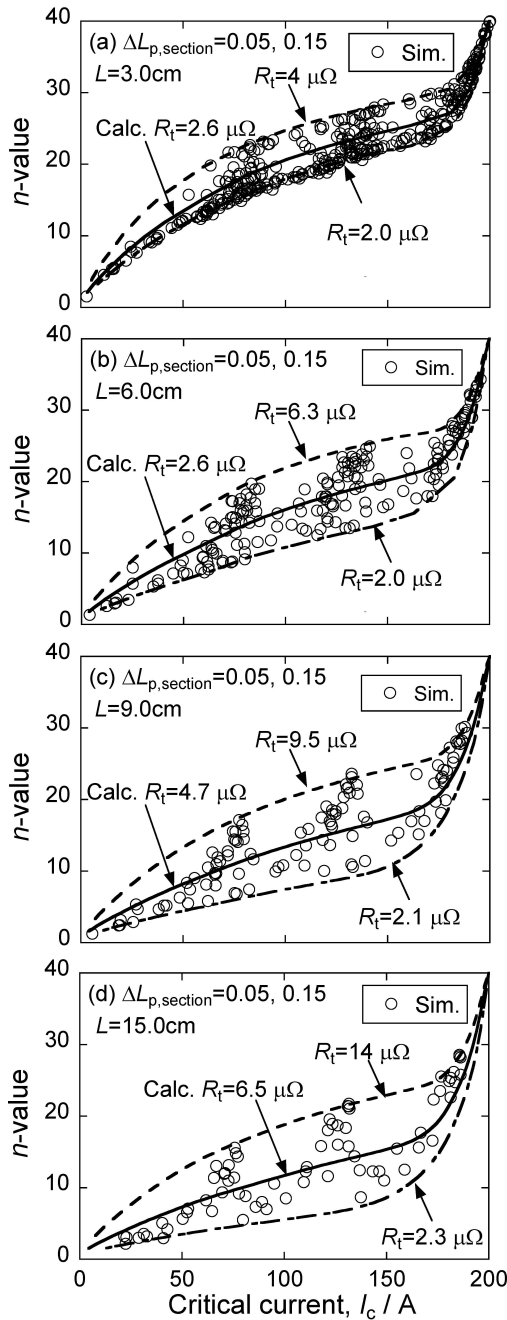 40
(a) ΔLp,section=0.05, 0.15
Sim.
L=3.0cm
Rt=4 μΩ
30
Calc. Rt=2.6 μΩ
20
n-value
10
Rt=2.0 μΩ
0
40
(b) ΔLp,section=0.05, 0.15
Sim.
L=6.0cm
Rt=6.3 μΩ
30
Calc. Rt=2.6 μΩ
20
n-value
10
Rt=2.0 μΩ
0
40
(c) ΔLp,section=0.05, 0.15
Sim.
L=9.0cm
Rt=9.5 μΩ
30
Calc. Rt=4.7 μΩ
20
n-value
10
Rt=2.1 μΩ
0
40
(d) ΔLp,section=0.05, 0.15
Sim.
L=15.0cm
Rt=14 μΩ
30
Calc. Rt=6.5 μΩ
20
n-value
10
Rt=2.3 μΩ
0
0 50 100 150 200
Critical current, Ic / A